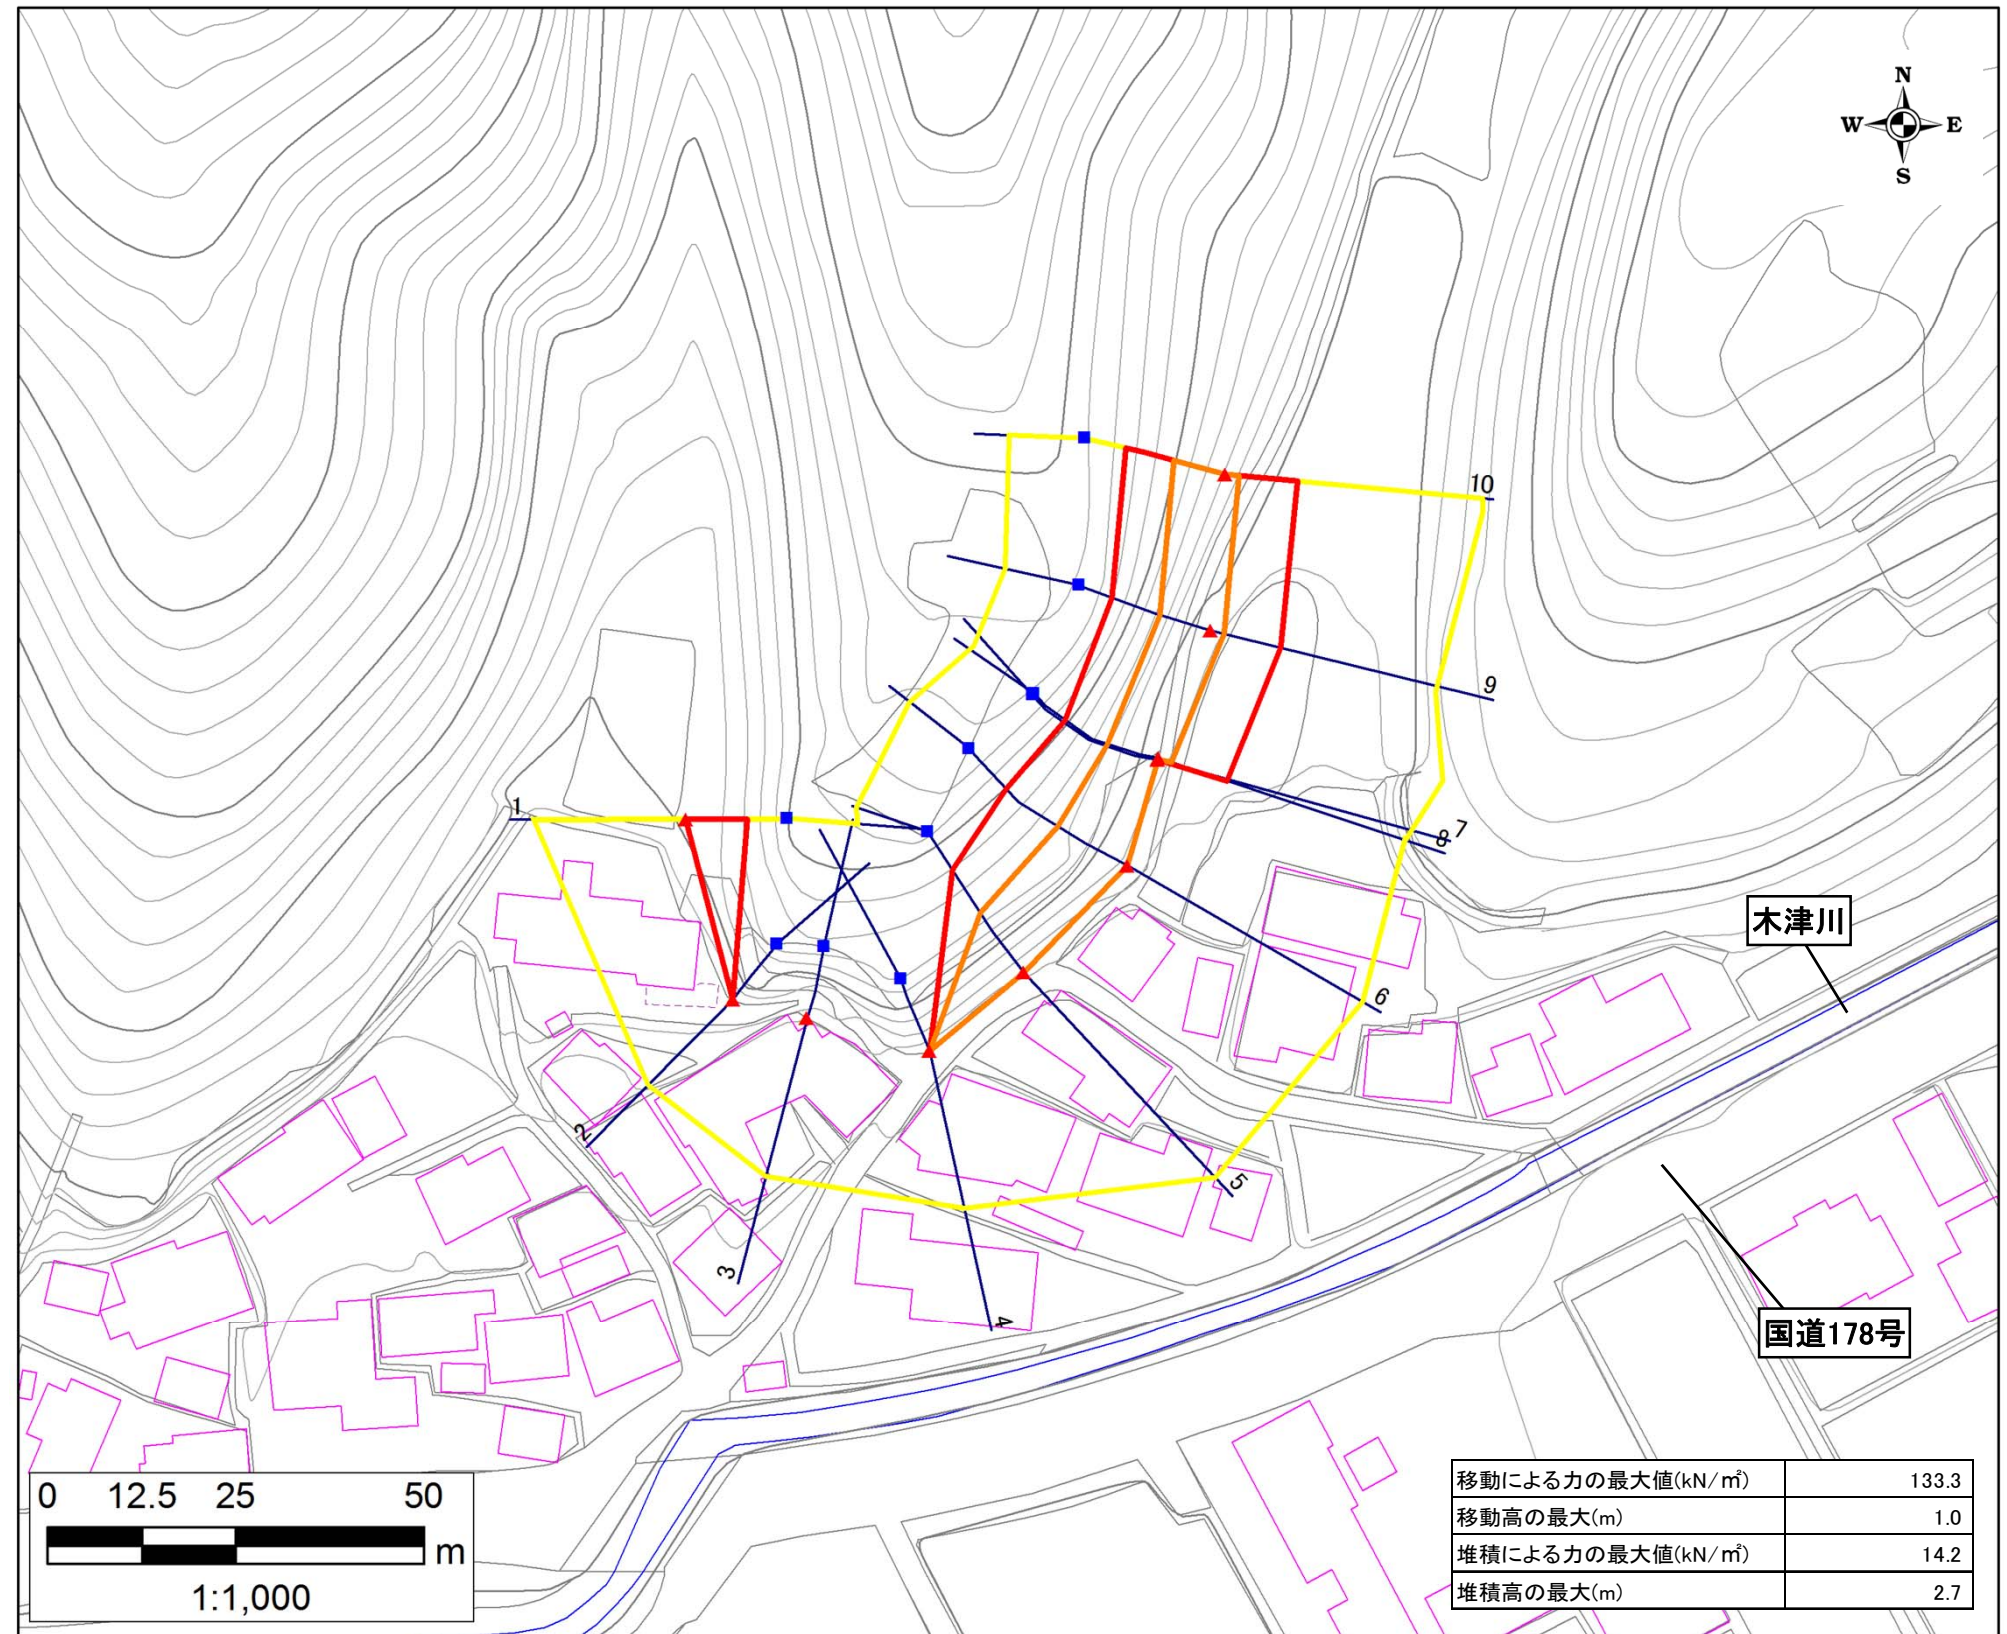 N
W E
S
10
9
1
7
8
木津川
6
2
5
3
4
国道178号
0 12.5 25 50
m
1:1,000
移動による力の最大値(kN/㎡) 133.3
移動高の最大(m) 1.0
堆積による力の最大値(kN/㎡) 14.2
堆積高の最大(m) 2.7